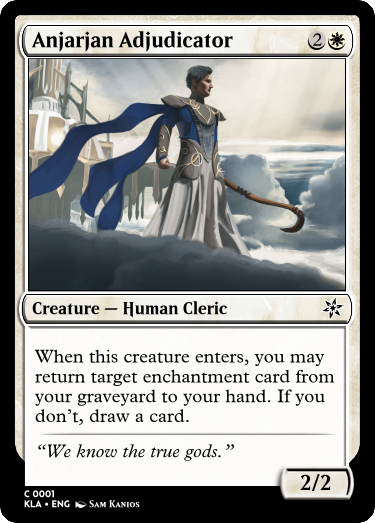 Anjarjan Adjudicator 2
Creature — Human Cleric
When this creature enters, you may
return target enchantment card from
your graveyard to your hand. If you
don't, draw a card.
“We know the true gods.”
2/2
C 0001
KLA • ENG Sam Kanios